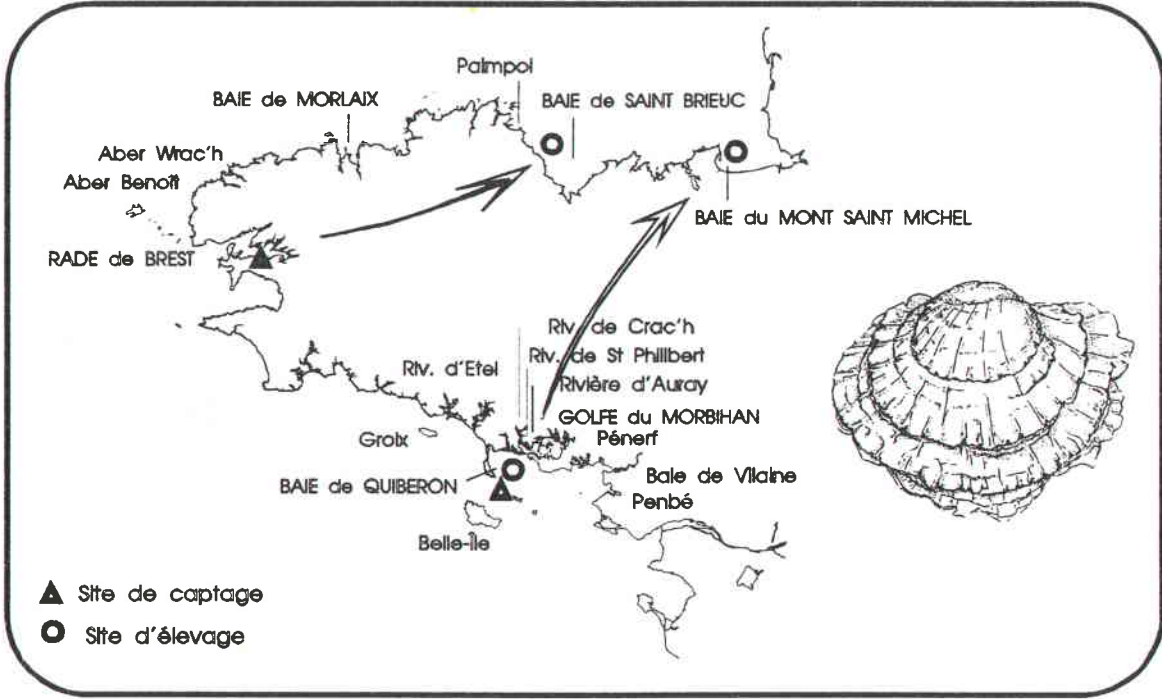 Paimpol
BAIE de MORLAIX
BAIE de SAINT BRIEUC
Aber Wrac'h
Aber Benoît
BAIE du MONT SAINT MICHEL
RADE de BREST
Riv. de Crac'h
Riv. de St Philibert
Riv. d'Etel
Rivière d'Auray
GOLFE du MORBIHAN
Groix
Pénerf
BAIE de QUIBERON
Baie de Vilaine
Penbé
Belle-Île
Site de captage
Site d'élevage